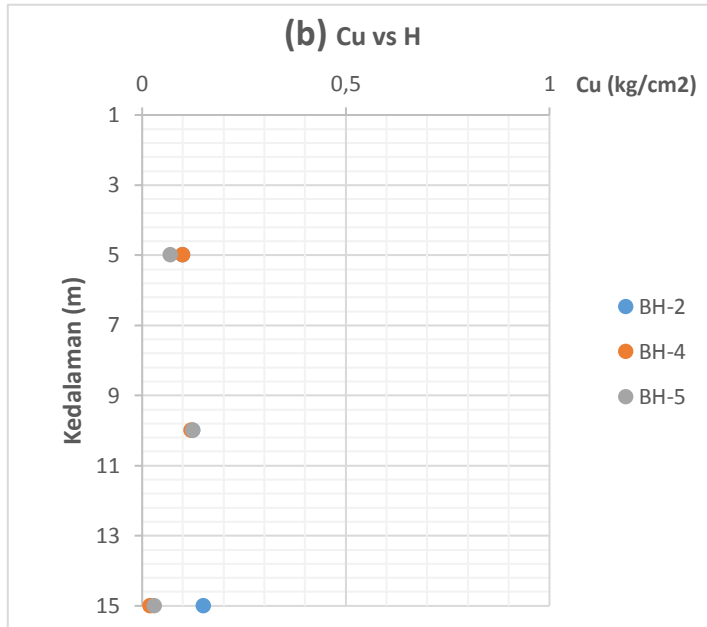 (b) Cu vs H
0 0,5 1 Cu (kg/cm2)
1
3
5
7
9
11
13
15
Kedalaman (m)
BH-2
BH-4
BH-5